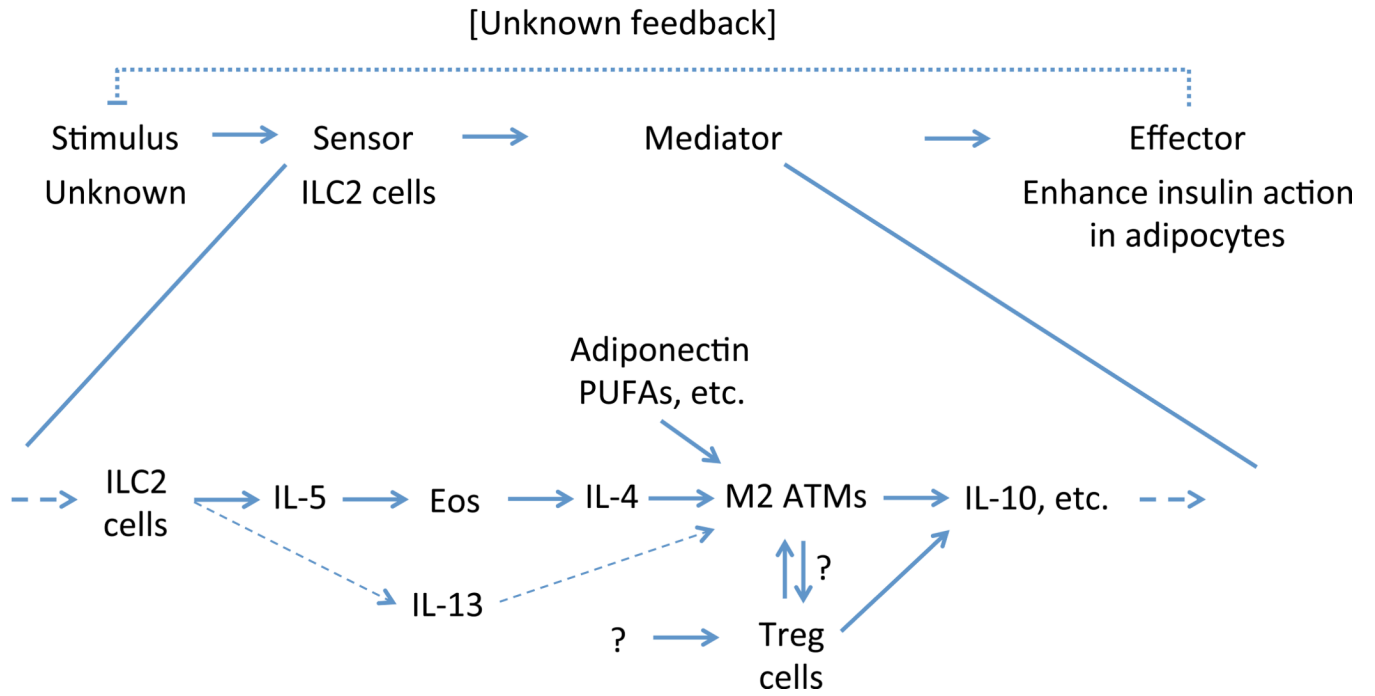 [Unknown feedback]
Stimulus
Sensor
Mediator
Effector
Unknown
ILC2 cells
Enhance insulin action
in adipocytes
Adiponectin
PUFAs, etc.
ILC2
cells
IL-5
Eos
IL-4
M2 ATMs
IL-10, etc.
IL-13
?
?
Treg
cells